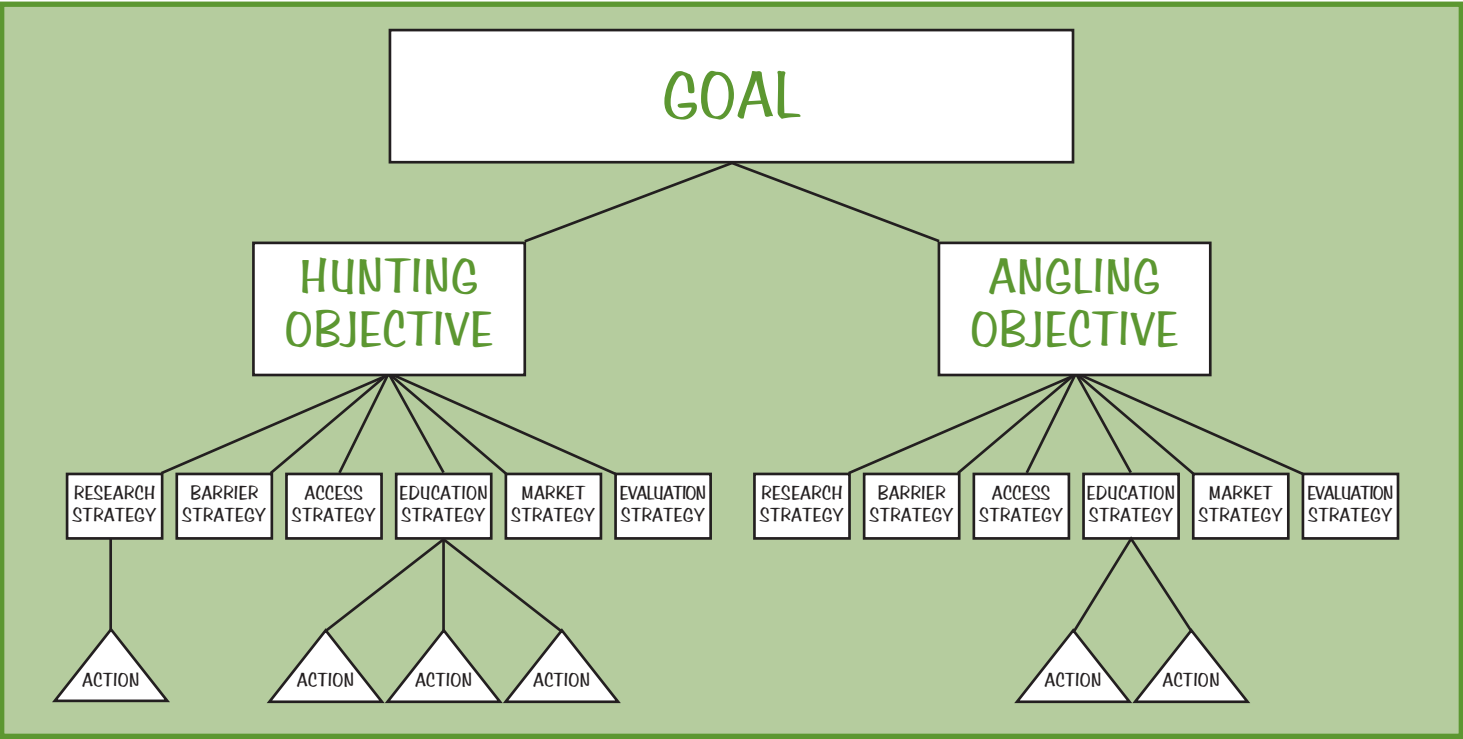 GOAL
HUNTING
OBJECTIVE
ANGLING
OBJECTIVE
RESEARCH
STRATEGY
BARRIER
STRATEGY
ACCESS
STRATEGY
EDUCATION
STRATEGY
MARKET
STRATEGY
EVALUATION
STRATEGY
RESEARCH
STRATEGY
BARRIER
STRATEGY
ACCESS
STRATEGY
EDUCATION
STRATEGY
MARKET
STRATEGY
EVALUATION
STRATEGY
ACTION
ACTION
ACTION
ACTION
ACTION
ACTION